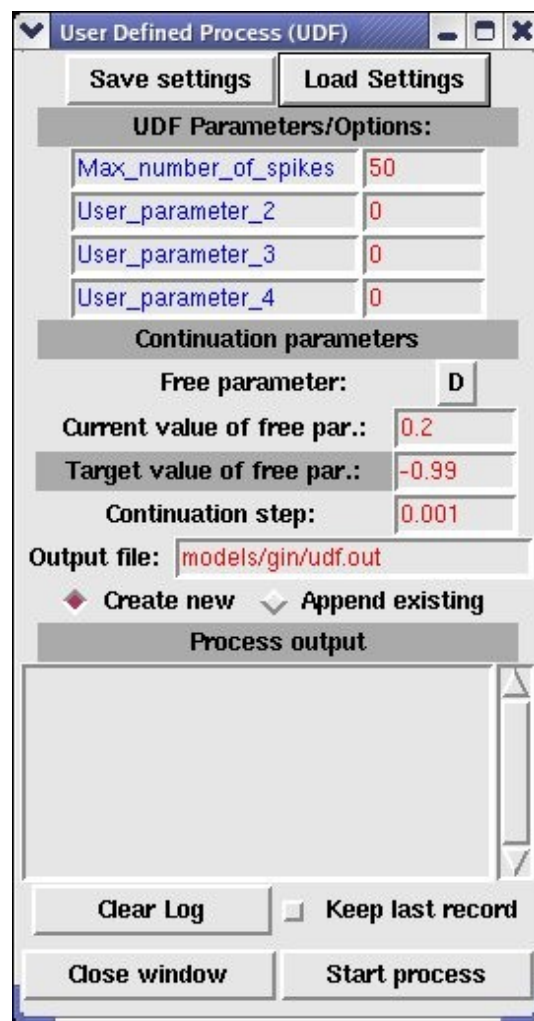 User Defined Process (UDF)
Save settings Load Settings
UDF Parameters/Options:
Max_number_of_spikes 50
User_parameter_2 0
User_parameter_3 0
User_parameter_4 0
Continuation parameters
Free parameter: D
Current value of free par.: 0.2
Target value of free par.: -0.99
Continuation step: 0.001
Output file: models/gin/udf.out
Create new Append existing
Process output
Clear Log Keep last record
Close window Start process